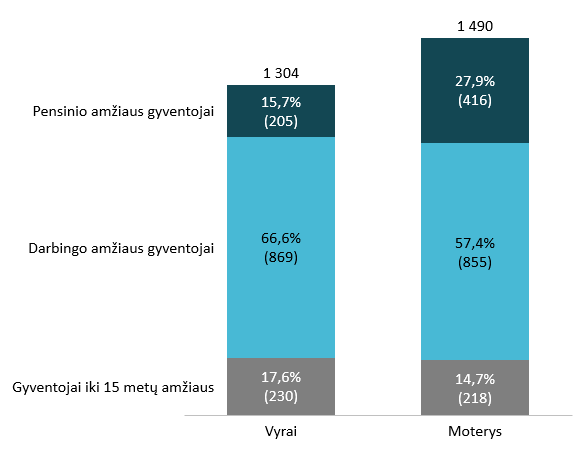 1 490
1 304
Pensinio amžiaus gyventojai
15,7%
(205)
27,9%
(416)
Darbingo amžiaus gyventojai
66,6%
(869)
57,4%
(855)
Gyventojai iki 15 metų amžiaus
17,6%
(230)
14,7%
(218)
Vyrai
Moterys